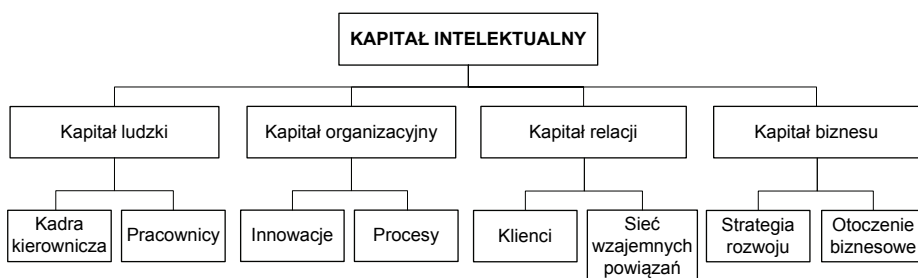 KAPITAŁ INTELEKTUALNY
Kapitał ludzki
Kapitał organizacyjny
Kapitał relacji
Kapitał biznesu
Kadra
kierownicza
Pracownicy
Innowacje
Procesy
Klienci
Sieć
wzajemnych
powiązań
Strategia
rozwoju
Otoczenie
biznesowe